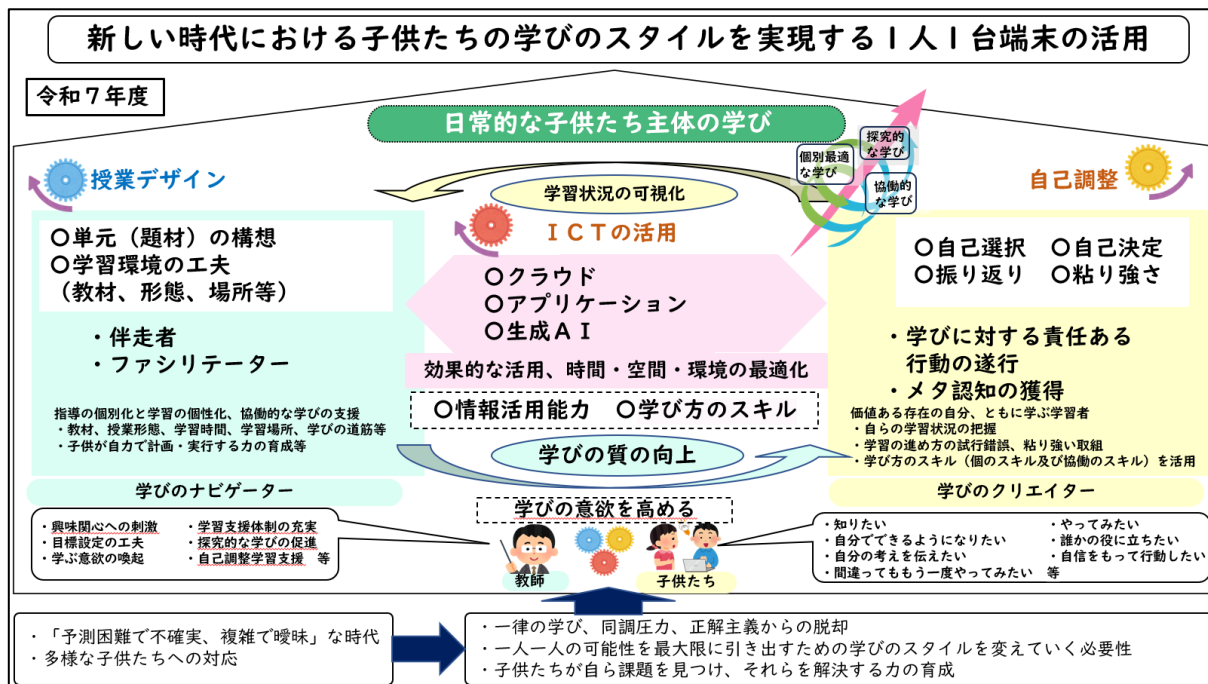 新しい時代における子供たちの学びのスタイルを実現する1人1台端末の活用
令和7年度
日常的な子供たち主体の学び
個別最適
な学び
探究的
な学び
協働的
な学び
授業デザイン
〇単元（題材）の構想
〇学習環境の工夫
（教材、形態、場所等）
・伴走者
・ファシリテーター
指導の個別化と学習の個性化、協働的な学びの支援
・教材、授業形態、学習時間、学習場所、学びの道筋等
・子供が自力で計画・実行する力の育成等
学びのナビゲーター
学習状況の可視化
ＩＣＴの活用
〇クラウド
〇アプリケーション
〇生成ＡＩ
効果的な活用、時間・空間・環境の最適化
〇情報活用能力　〇学び方のスキル
学びの質の向上
自己調整
〇自己選択　〇自己決定
〇振り返り　〇粘り強さ
・学びに対する責任ある
行動の遂行
・メタ認知の獲得
価値ある存在の自分、ともに学ぶ学習者
・自らの学習状況の把握
・学習の進め方の試行錯誤、粘り強い取組
・学び方のスキル（個のスキル及び協働のスキル）を活用
学びのクリエイター
学びの意欲を高める
・興味関心への刺激　・学習支援体制の充実
・目標設定の工夫　・探究的な学びの促進
・学ぶ意欲の喚起　・自己調整学習支援　等
教師
子供たち
・知りたい　・やってみたい
・自分でできるようになりたい　・誰かの役に立ちたい
・自分の考えを伝えたい　・自信をもって行動したい
・間違ってももう一度やってみたい　等
・「予測困難で不確実、複雑で曖昧」な時代
・多様な子供たちへの対応
・一律の学び、同調圧力、正解主義からの脱却
・一人一人の可能性を最大限に引き出すための学びのスタイルを変えていく必要性
・子供たちが自ら課題を見つけ、それらを解決する力の育成